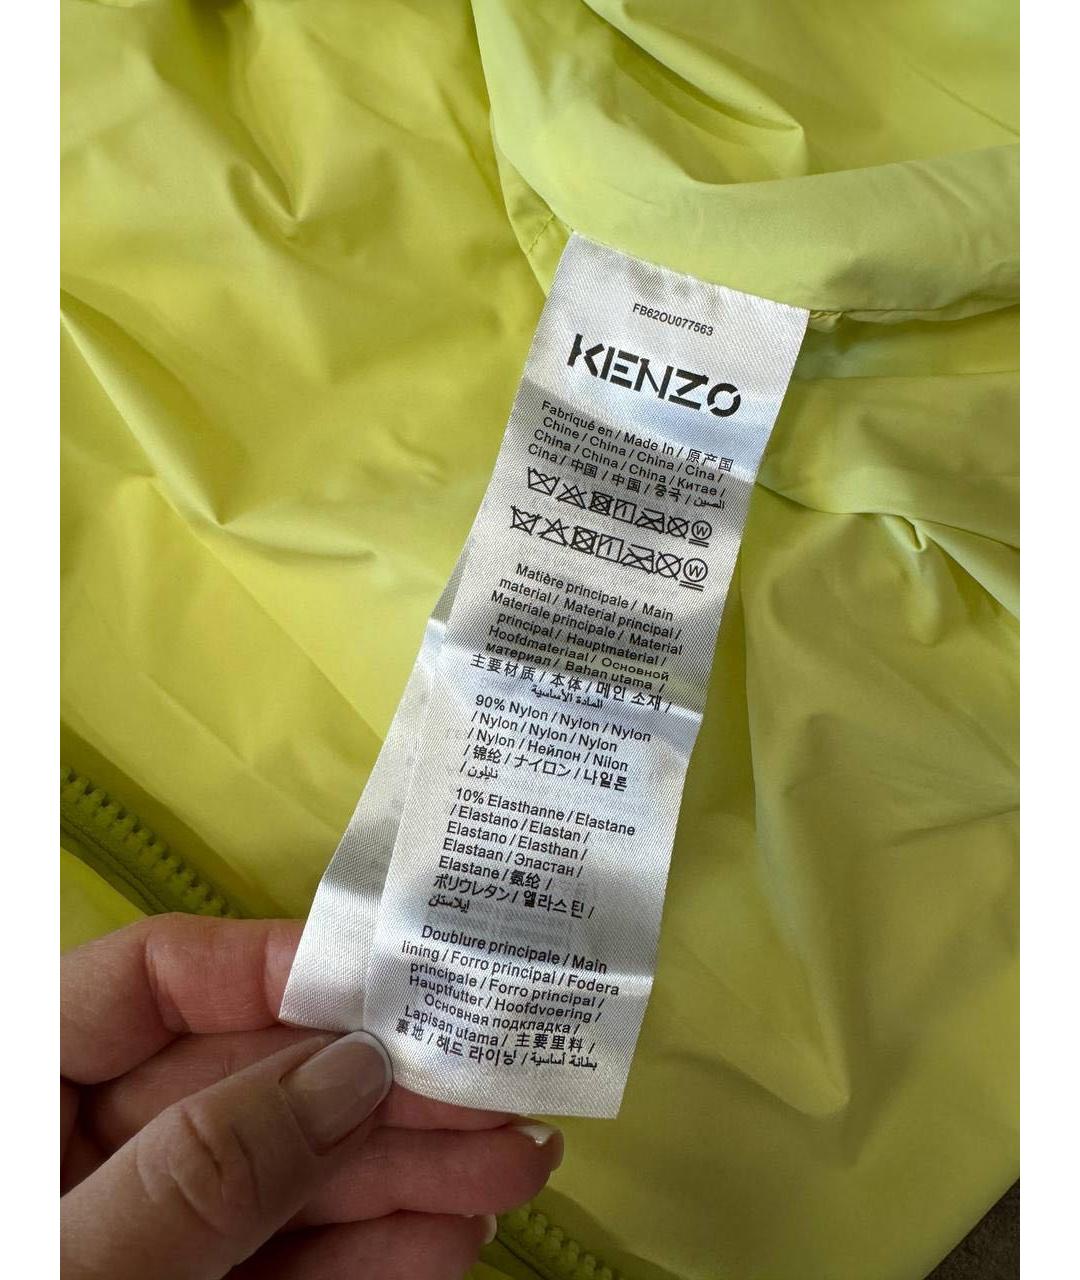 FB62OU077563
KENZO
Fabriqué en / Made In / 原产国
Chine / China / China / Cina /
China / China / China / Китае /
Cina / 中国 / 中国 / 중국 / الصين
W
W
Matière principale / Main
material / Material principal /
Materiale principale / Material
principal / Hauptmaterial /
Hoofdmateriaal / Основной
материал / Bahan utama /
主要材质 / 本体 / 메인 소재 /
المادة الأساسية
90% Nylon / Nylon / Nylon
/ Nylon / Nylon / Nylon
/ Nylon / Нейлон / Nilon
/ 锦纶 / ナイロン / 나일론
/ نايلون
10% Elasthanne / Elastane
/ Elastano / Elastan /
Elastano / Elasthan /
Elastaan / Эластан /
Elastane / 氨纶 /
ポリウレタン / 엘라스틴 /
إيلاستان
Doublure principale / Main
lining / Forro principal / Fodera
principale / Forro principal /
Hauptfutter / Hoofdvoering /
Основная подкладка /
Lapisan utama / 主要里料 /
裏地 / 헤드 라이닝 / بطانة أساسية